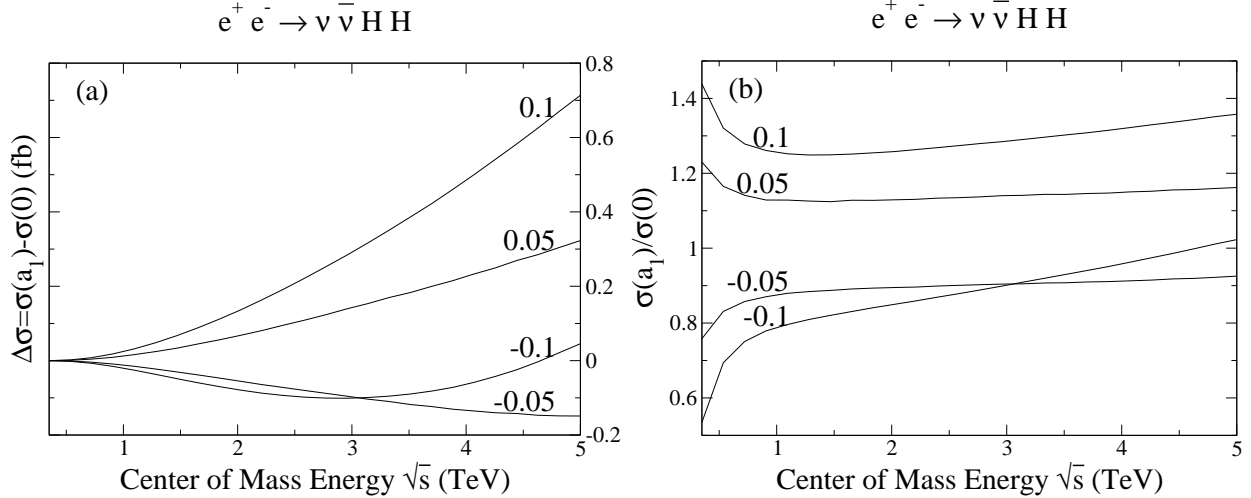 e⁺ e⁻ → ν ν̅ H H
(a)
0.1
0.05
-0.1
-0.05
0.8
0.6
0.4
0.2
0
-0.2
1 2 3 4 5
Δσ=σ(a₁)-σ(0) (fb)
Center of Mass Energy √s̅ (TeV)
e⁺ e⁻ → ν ν̅ H H
(b)
0.1
0.05
-0.05
-0.1
1.4
1.2
1
0.8
0.6
1 2 3 4 5
σ(a₁)/σ(0)
Center of Mass Energy √s̅ (TeV)